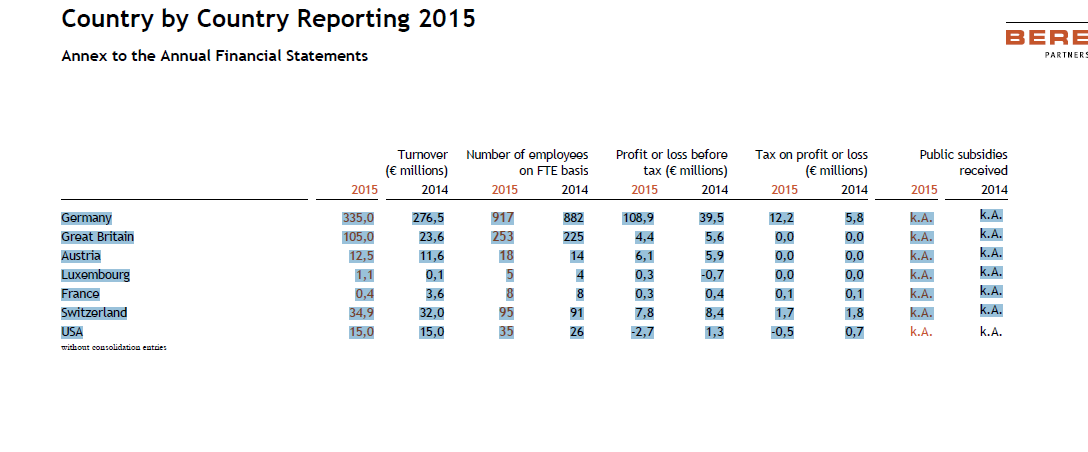 Country by Country Reporting 2015
BERE
PARTNERS
Annex to the Annual Financial Statements
Turnover Number of employees Profit or loss before Tax on profit or loss Public subsidies
(€ millions) on FTE basis tax (€ millions) (€ millions) received
2015 2014 2015 2014 2015 2014 2015 2014 2015 2014
Germany 335,0 276,5 917 882 108,9 39,5 12,2 5,8 k.A. k.A.
Great Britain 105,0 23,6 253 225 4,4 5,6 0,0 0,0 k.A. k.A.
Austria 12,5 11,6 18 14 6,1 5,9 0,0 0,0 k.A. k.A.
Luxembourg 1,1 0,1 5 4 0,3 -0,7 0,0 0,0 k.A. k.A.
France 0,4 3,6 8 8 0,3 0,4 0,1 0,1 k.A. k.A.
Switzerland 34,9 32,0 95 91 7,8 8,4 1,7 1,8 k.A. k.A.
USA 15,0 15,0 35 26 -2,7 1,3 -0,5 0,7 k.A. k.A.
without consolidation entries